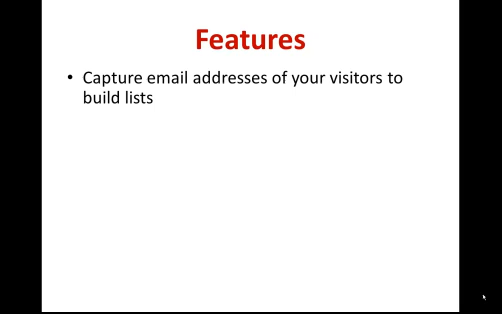 Features
• Capture email addresses of your visitors to
build lists